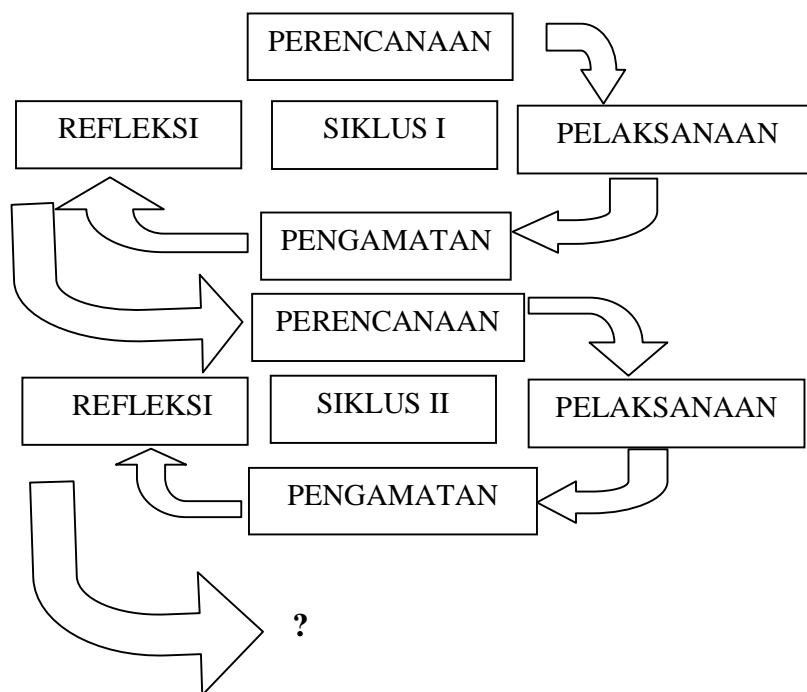 PERENCANAAN
REFLEKSI
SIKLUS I
PELAKSANAAN
PENGAMATAN
PERENCANAAN
REFLEKSI
SIKLUS II
PELAKSANAAN
PENGAMATAN
?